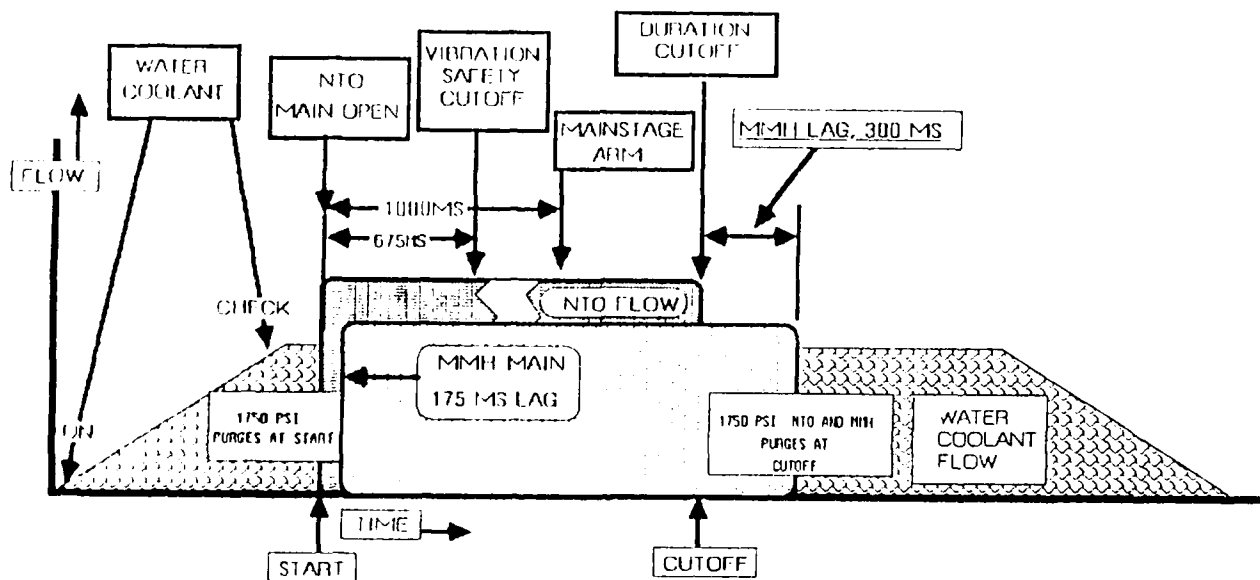 WATER
COOLANT
NTO
MAIN OPEN
VIBRATION
SAFETY
CUTOFF
DURATION
CUTOFF
MAINSTAGE
ARM
MMH LAG, 300 MS
FLOW
1000MS
675MS
CHECK
NTO FLOW
MMH MAIN
175 MS LAG
ON
1750 PSI
PURGES AT START
1750 PSI NTO AND MMH
PURGES AT
CUTOFF
WATER
COOLANT
FLOW
TIME
START
CUTOFF